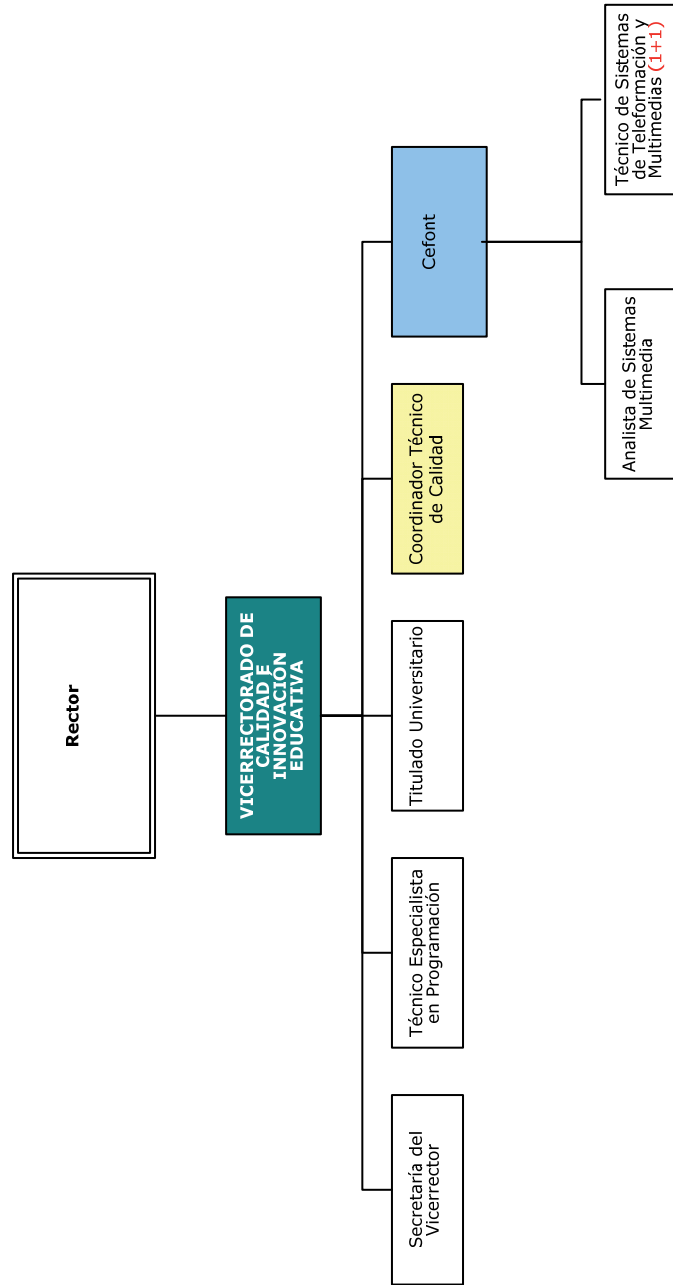 Rector
VICERRECTORADO DE
CALIDAD E
INNOVACIÓN
EDUCATIVA
Secretaría del
Vicerrector
Técnico Especialista
en Programación
Titulado Universitario
Coordinador Técnico
de Calidad
Cefont
Analista de Sistemas
Multimedia
Técnico de Sistemas
de Teleformación y
Multimedias (1+1)